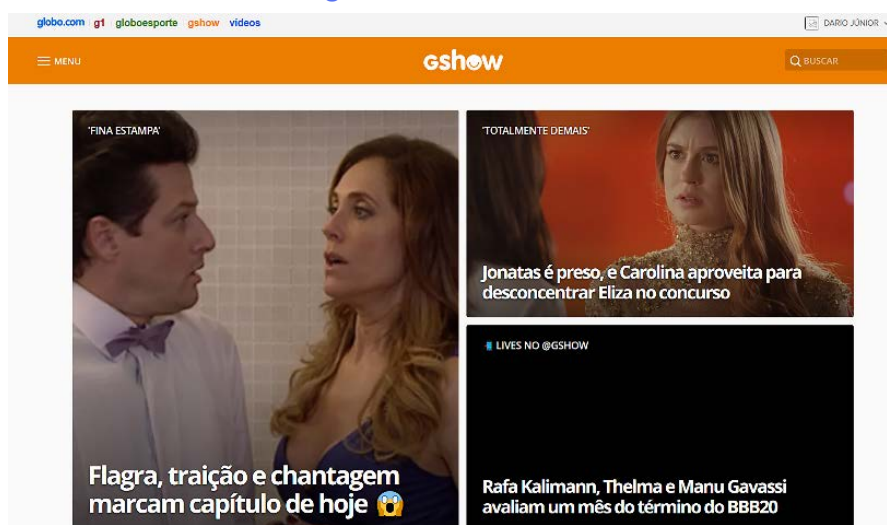 globo.com g1 globoesporte gshow vídeos
DARIO JÚNIOR
MENU
gshow
BUSCAR
'FINA ESTAMPA'
Flagra, traição e chantagem
marcam capítulo de hoje 😱
'TOTALMENTE DEMAIS'
Jonatas é preso, e Carolina aproveita para
desconcentrar Eliza no concurso
📲 LIVES NO @GSHOW
Rafa Kalimann, Thelma e Manu Gavassi
avaliam um mês do término do BBB20